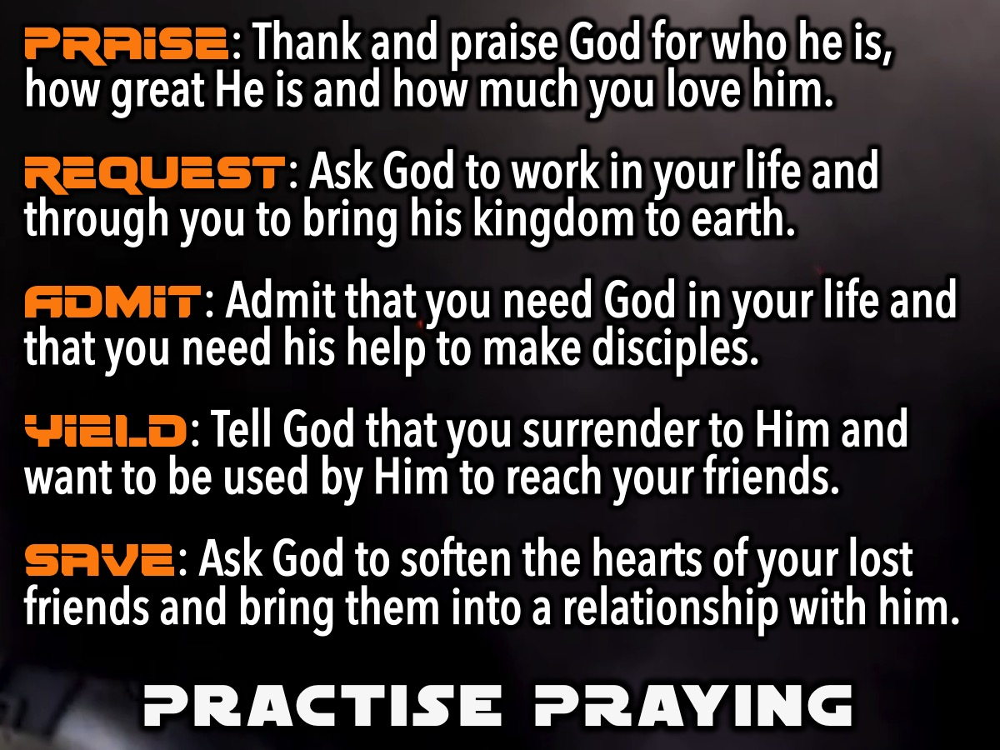 PRAISE: Thank and praise God for who he is,
how great He is and how much you love him.
REQUEST: Ask God to work in your life and
through you to bring his kingdom to earth.
ADMIT: Admit that you need God in your life and
that you need his help to make disciples.
YIELD: Tell God that you surrender to Him and
want to be used by Him to reach your friends.
SAVE: Ask God to soften the hearts of your lost
friends and bring them into a relationship with him.
PRACTISE PRAYING